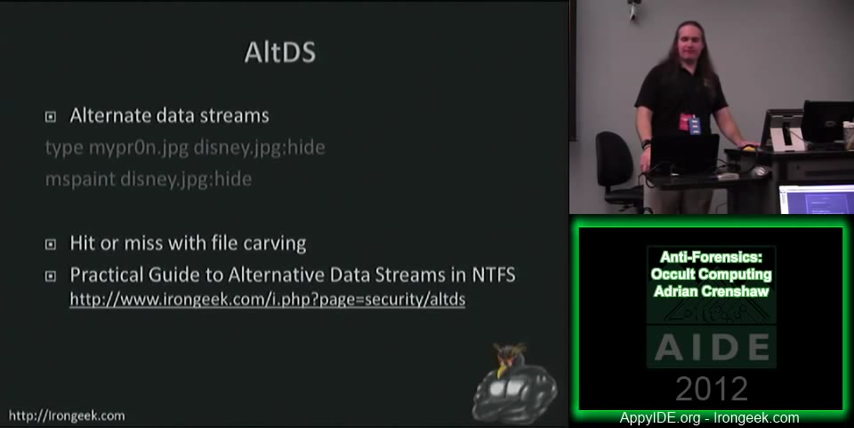 AltDS
Alternate data streams
type mypr0n.jpg disney.jpg:hide
mspaint disney.jpg:hide
Hit or miss with file carving
Practical Guide to Alternative Data Streams in NTFS
http://www.irongeek.com/i.php?page=security/altds
http://Irongeek.com
Anti-Forensics:
Occult Computing
Adrian Crenshaw
AIDE
2012
AppyIDE.org - Irongeek.com